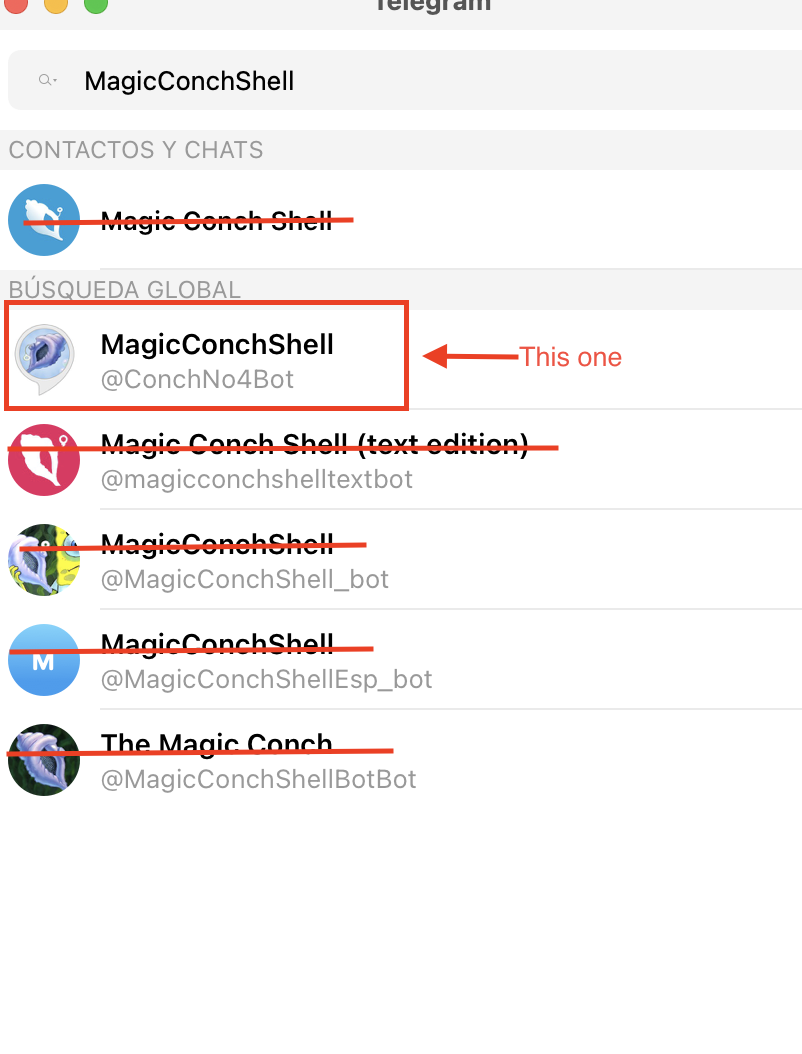 Telegram
MagicConchShell
CONTACTOS Y CHATS
Magic Conch Shell
BÚSQUEDA GLOBAL
MagicConchShell
@ConchNo4Bot
This one
Magic Conch Shell (text edition)
@magicconchshelltextbot
MagicConchShell
@MagicConchShell_bot
M
MagicConchShell
@MagicConchShellEsp_bot
The Magic Conch
@MagicConchShellBotBot